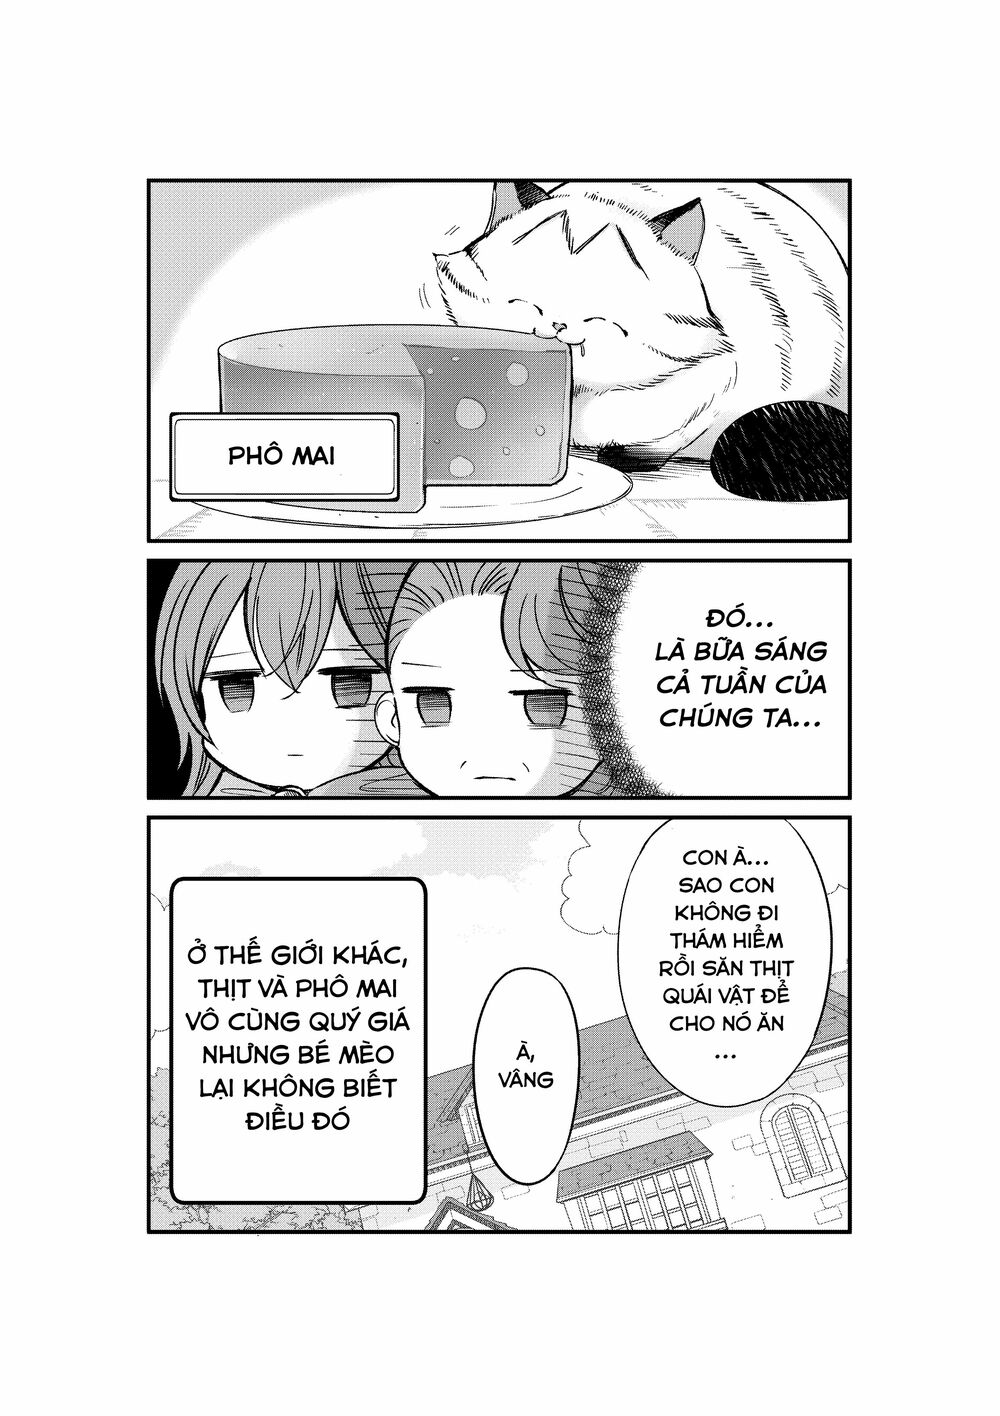 PHÔ MAI
ĐÓ...
LÀ BỮA SÁNG
CẢ TUẦN CỦA
CHÚNG TA...
CON À...
SAO CON
KHÔNG ĐI
THÁM HIỂM
RỒI SĂN THỊT
QUÁI VẬT ĐỂ
CHO NÓ ĂN
...
À,
VÂNG
Ở THẾ GIỚI KHÁC,
THỊT VÀ PHÔ MAI
VÔ CÙNG QUÝ GIÁ
NHƯNG BÉ MÈO
LẠI KHÔNG BIẾT
ĐIỀU ĐÓ